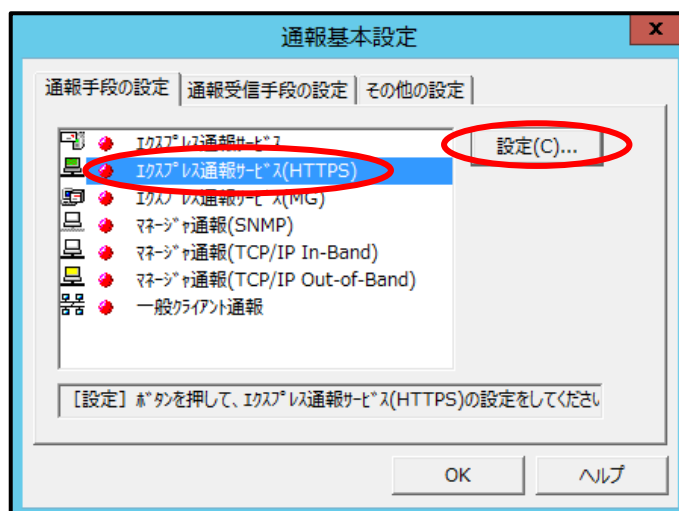 通報基本設定
x
通報手段の設定 通報受信手段の設定 その他の設定
ｴｸｽﾌﾟﾚｽ通報ｻｰﾋﾞｽ
設定(C)...
ｴｸｽﾌﾟﾚｽ通報ｻｰﾋﾞｽ(HTTPS)
ｴｸｽﾌﾟﾚｽ通報ｻｰﾋﾞｽ(MG)
ﾏﾈｰｼﾞｬ通報(SNMP)
ﾏﾈｰｼﾞｬ通報(TCP/IP In-Band)
ﾏﾈｰｼﾞｬ通報(TCP/IP Out-of-Band)
一般ｸﾗｲｱﾝﾄ通報
［設定］ﾎﾞﾀﾝを押して、ｴｸｽﾌﾟﾚｽ通報ｻｰﾋﾞｽ(HTTPS)の設定をしてくださ
OK ヘルプ